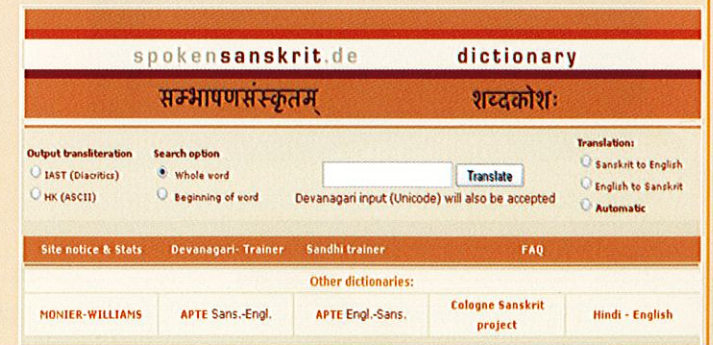 spokensanskrit.de dictionary
सम्भाषणसंस्कृतम् शब्दकोशः
Output transliteration Search option Translation:
IAST (Diacritics) Whole word Translate Sanskrit to English
HK (ASCII) Beginning of word Devanagari input (Unicode) will also be accepted English to Sanskrit
Automatic
Site notice & Stats Devanagari- Trainer Sandhi trainer FAQ
Other dictionaries:
MONIER-WILLIAMS APTE Sans.-Engl. APTE Engl.-Sans. Cologne Sanskrit project Hindi - English